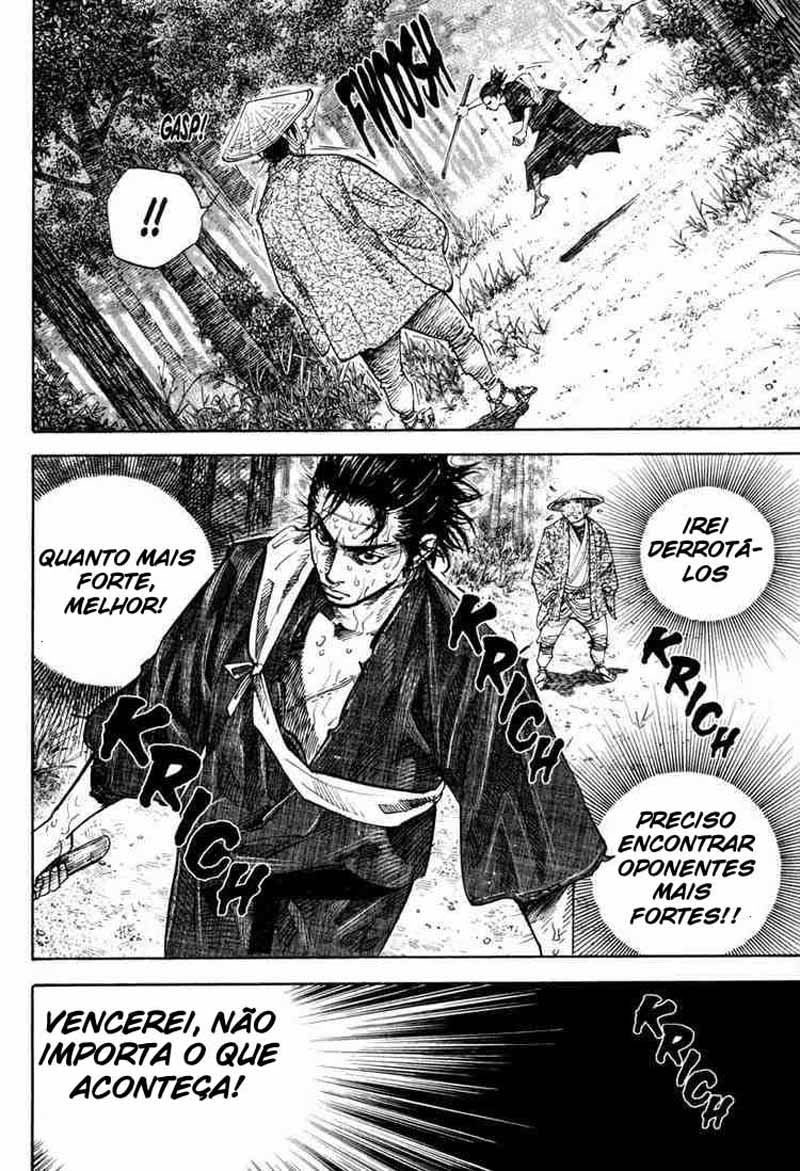 FWOOSH
GASP!
!!
IREI
DERROTÁ-
LOS
QUANTO MAIS
FORTE,
MELHOR!
KRICH
KRICH
KRICH
PRECISO
ENCONTRAR
OPONENTES
MAIS
FORTES!!
VENCEREI, NÃO
IMPORTA O QUE
ACONTEÇA!
KRICH